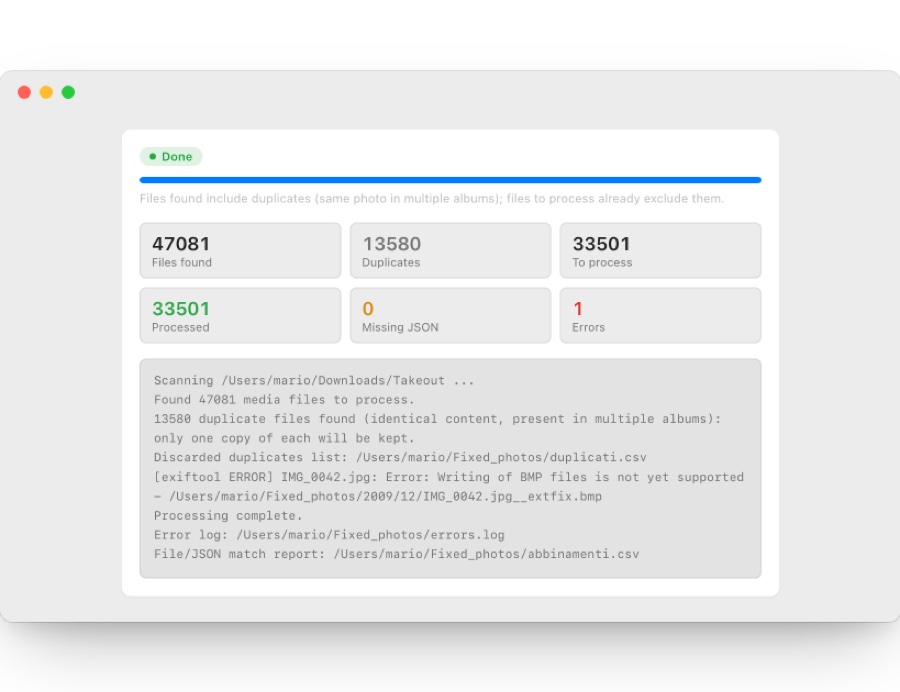 Done
Files found include duplicates (same photo in multiple albums); files to process already exclude them.
47081
Files found
13580
Duplicates
33501
To process
33501
Processed
0
Missing JSON
1
Errors
Scanning /Users/mario/Downloads/Takeout ...
Found 47081 media files to process.
13580 duplicate files found (identical content, present in multiple albums):
only one copy of each will be kept.
Discarded duplicates list: /Users/mario/Fixed_photos/duplicati.csv
[exiftool ERROR] IMG_0042.jpg: Error: Writing of BMP files is not yet supported
– /Users/mario/Fixed_photos/2009/12/IMG_0042.jpg__extfix.bmp
Processing complete.
Error log: /Users/mario/Fixed_photos/errors.log
File/JSON match report: /Users/mario/Fixed_photos/abbinamenti.csv